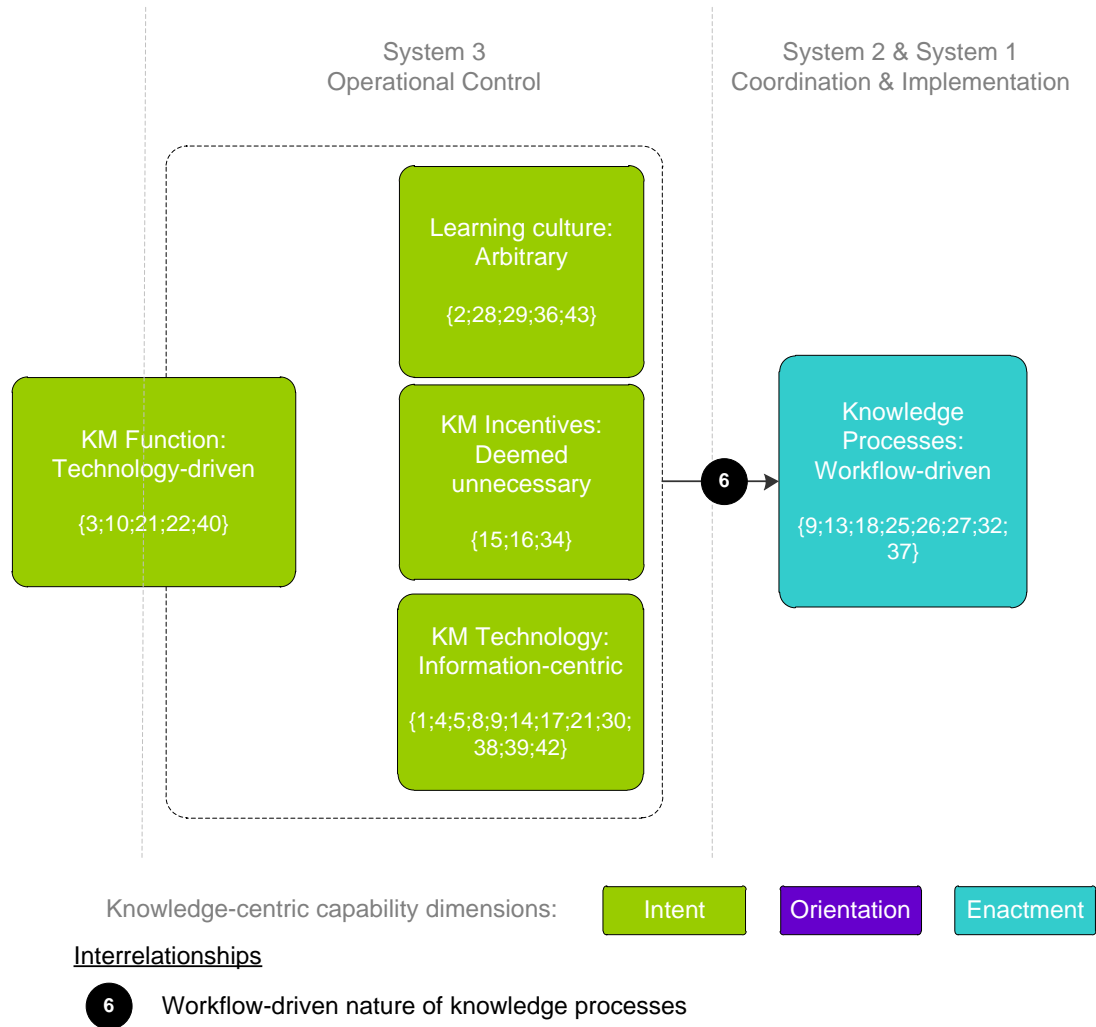 System 3
Operational Control
System 2 & System 1
Coordination & Implementation
Learning culture:
Arbitrary
{2;28;29;36;43}
KM Function:
Technology-driven
{3;10;21;22;40}
KM Incentives:
Deemed
unnecessary
{15;16;34}
KM Technology:
Information-centric
{1;4;5;8;9;14;17;21;30;
38;39;42}
6
Knowledge
Processes:
Workflow-driven
{9;13;18;25;26;27;32;
37}
Knowledge-centric capability dimensions:
Intent
Orientation
Enactment
Interrelationships
6
Workflow-driven nature of knowledge processes